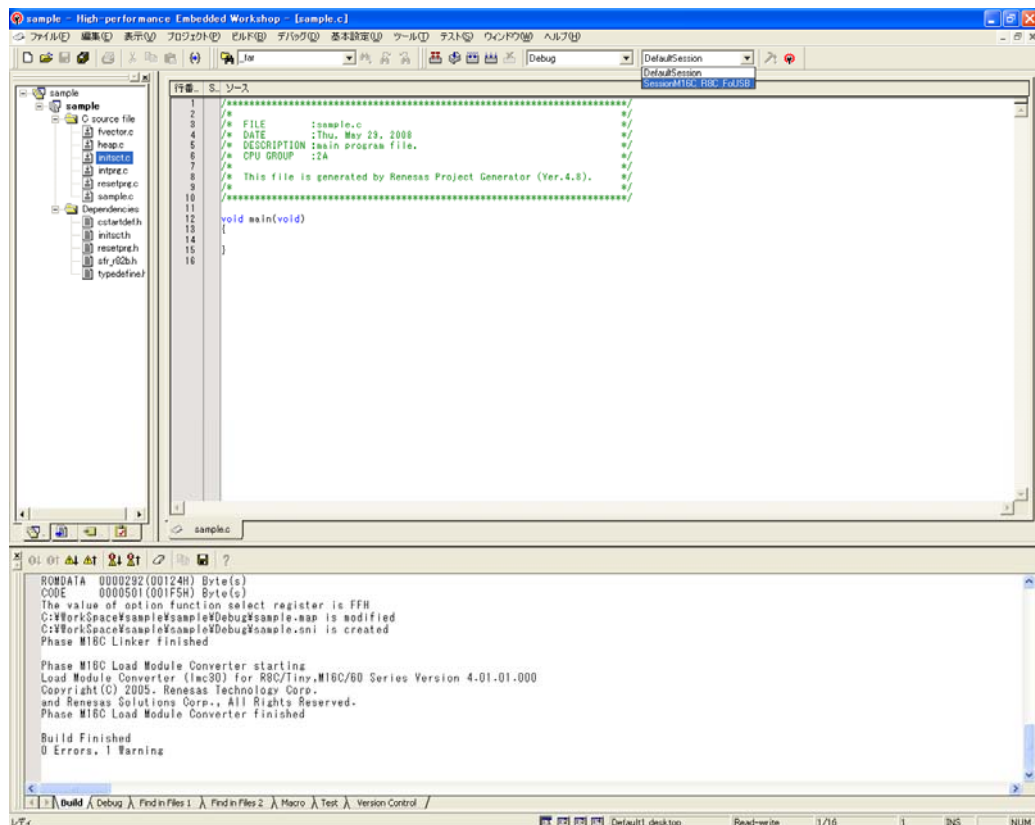 sample - High-performance Embedded Workshop - [sample.c]
ファイル(F) 編集(E) 表示(V) プロジェクト(P) ビルド(B) デバッグ(D) 基本設定(U) ツール(T) テスト(S) ウィンドウ(W) ヘルプ(H)
_tar
Debug
DefaultSession
DefaultSession
SessionM16C_R8C_FoUSB
sample
sample
C source file
fvector.c
heap.c
initsct.c
intprg.c
resetprg.c
sample.c
Dependencies
cstartdef.h
initsct.h
resetprg.h
sfr_r82b.h
typedefine.h
行番... S... ソース
1 /***********************************************************************/
2 /* */
3 /* FILE :sample.c */
4 /* DATE :Thu, May 29, 2008 */
5 /* DESCRIPTION :main program file. */
6 /* CPU GROUP :2A */
7 /* */
8 /* This file is generated by Renesas Project Generator (Ver.4.8). */
9 /* */
10 /***********************************************************************/
11
12 void main(void)
13 {
14
15 }
16
sample.c
ROMDATA 0000292(00124H) Byte(s)
CODE 0000501(001F5H) Byte(s)
The value of option function select register is FFH
C:¥WorkSpace¥sample¥sample¥Debug¥sample.map is modified
C:¥WorkSpace¥sample¥sample¥Debug¥sample.sni is created
Phase M16C Linker finished
Phase M16C Load Module Converter starting
Load Module Converter (lmc30) for R8C/Tiny,M16C/60 Series Version 4.01.01.000
Copyright(C) 2005. Renesas Technology Corp.
and Renesas Solutions Corp., All Rights Reserved.
Phase M16C Load Module Converter finished
Build Finished
0 Errors, 1 Warning
Build Debug Find in Files 1 Find in Files 2 Macro Test Version Control
レディ Default1 desktop Read-write 1/16 1 INS NUM